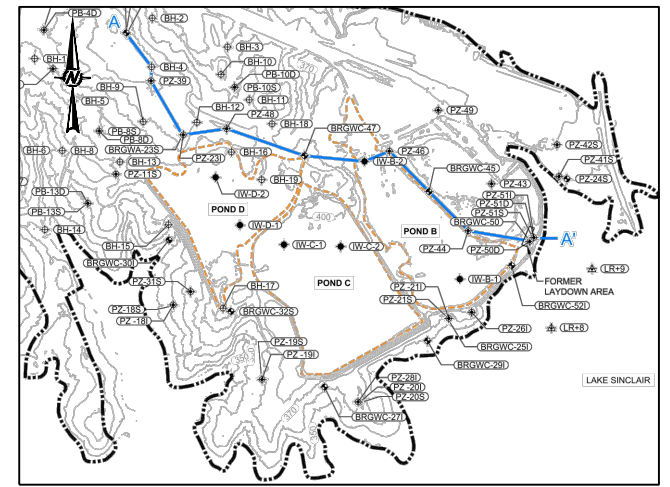 PB-4D
A
BH-2
BH-1
N
BH-4
BH-3
BH-10
PZ-39
PB-10D
370
BH-9
BH-5
PB-10S
BH-11
BH-12
PZ-48
PZ-49
PB-8S
PB-8D
BH-18
BRGWC-47
BRGWA-23S
PZ-23I
PZ-46
PZ-42S
BH-6
BH-8
BH-13
BH-16
IW-B-2
PZ-41S
PZ-11S
BH-19
BRGWC-45
PZ-24S
PB-13D
IW-D-2
PZ-43
PZ-51I
PZ-51D
PB-13S
POND D
400
PZ-51S
BRGWC-50
BH-14
IW-D-1
POND B
A'
BH-15
IW-C-1
IW-C-2
PZ-44
PZ-50D
BRGWC-30I
LR+9
PZ-31S
BH-17
POND C
PZ -21I
IW-B-1
FORMER
LAYDOWN AREA
PZ-18S
PZ -18I
BRGWC-32S
PZ-21S
BRGWC-52I
PZ-26I
LR+8
PZ-19S
PZ -19I
BRGWC-25I
BRGWC-29I
PZ-28I
PZ -20I
PZ-20S
LAKE SINCLAIR
370
360
BRGWC-27I